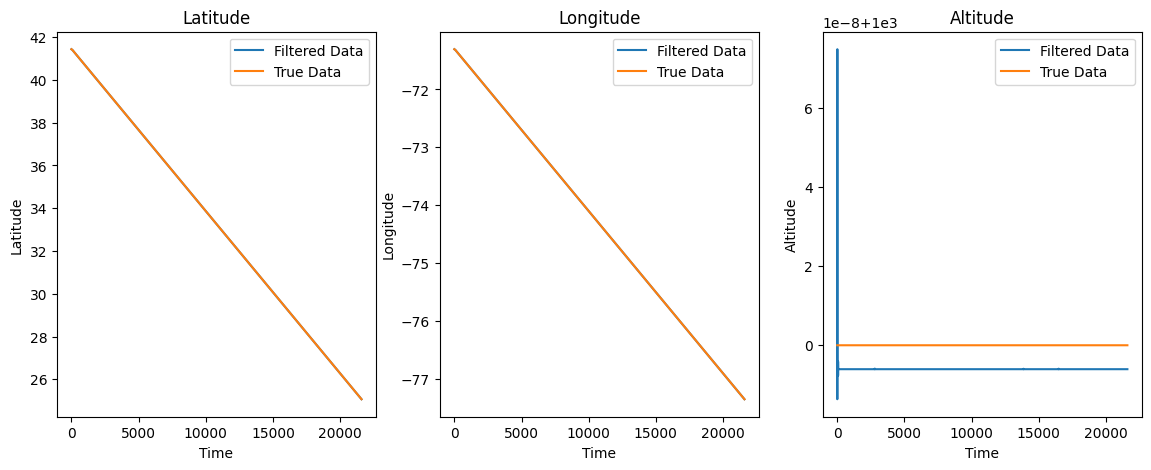 Latitude
Filtered Data
True Data
42
40
38
36
34
32
30
28
26
Latitude
0
5000
10000
15000
20000
Time
Longitude
Filtered Data
True Data
−72
−73
−74
−75
−76
−77
Longitude
0
5000
10000
15000
20000
Time
Altitude
1e−8+1e3
Filtered Data
True Data
6
4
2
0
Altitude
0
5000
10000
15000
20000
Time